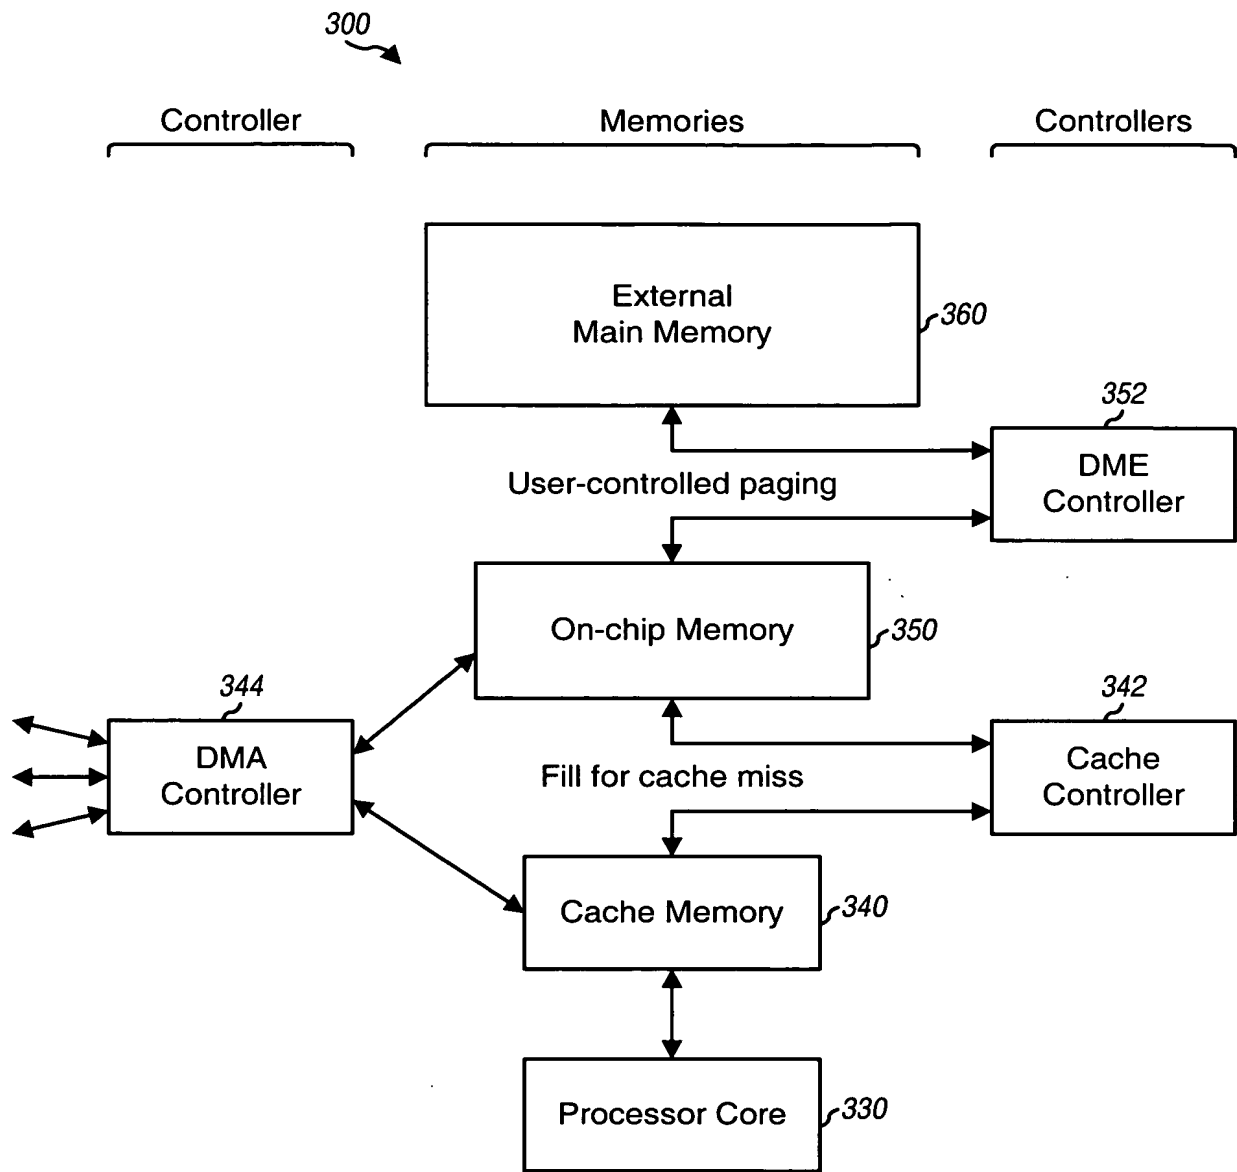 300
Controller
Memories
Controllers
External
Main Memory
360
352
DME
Controller
User-controlled paging
On-chip Memory
350
344
DMA
Controller
342
Cache
Controller
Fill for cache miss
Cache Memory
340
Processor Core
330